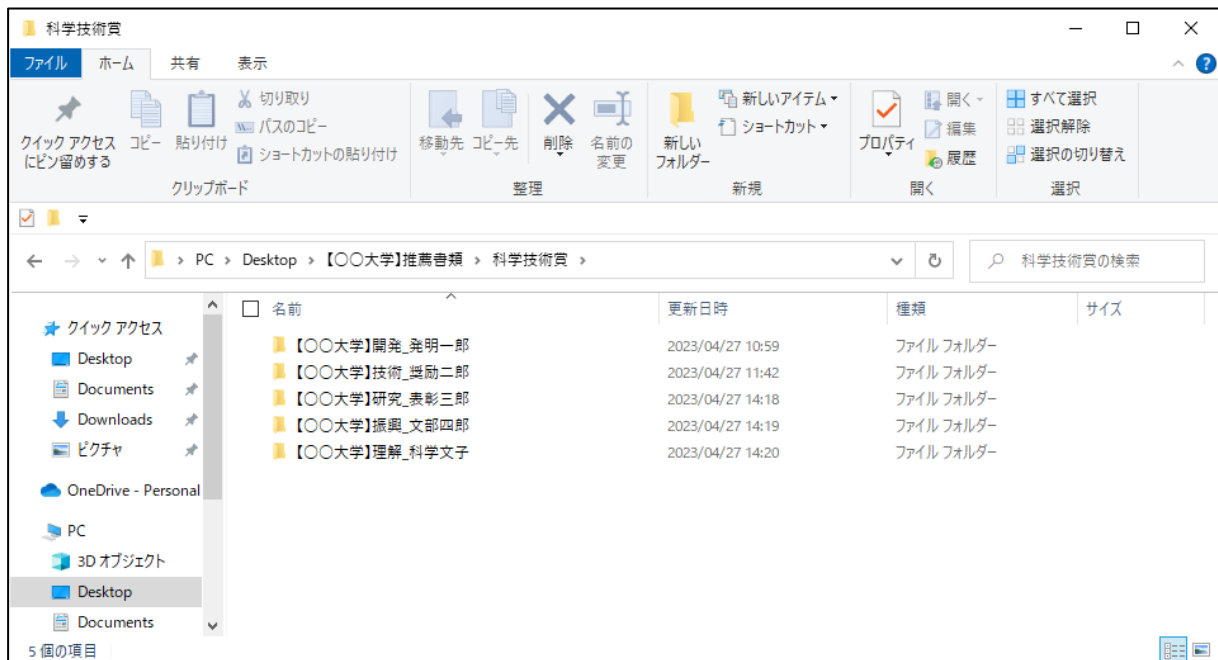 科学技術賞
ファイル ホーム 共有 表示
クイック アクセス
にピン留めする
コピー
貼り付け
切り取り
パスのコピー
ショートカットの貼り付け
クリップボード
移動先
コピー先
削除
名前の
変更
整理
新しい
フォルダー
新しいアイテム
ショートカット
新規
プロパティ
開く
編集
履歴
開く
すべて選択
選択解除
選択の切り替え
選択
PC › Desktop › 【〇〇大学】推薦書類 › 科学技術賞 ›
科学技術賞の検索
クイック アクセス
Desktop
Documents
Downloads
ピクチャ
OneDrive - Personal
PC
3D オブジェクト
Desktop
Documents
名前 更新日時 種類 サイズ
【〇〇大学】開発_発明一郎 2023/04/27 10:59 ファイル フォルダー
【〇〇大学】技術_奨励二郎 2023/04/27 11:42 ファイル フォルダー
【〇〇大学】研究_表彰三郎 2023/04/27 14:18 ファイル フォルダー
【〇〇大学】振興_文部四郎 2023/04/27 14:19 ファイル フォルダー
【〇〇大学】理解_科学文子 2023/04/27 14:20 ファイル フォルダー
5 個の項目